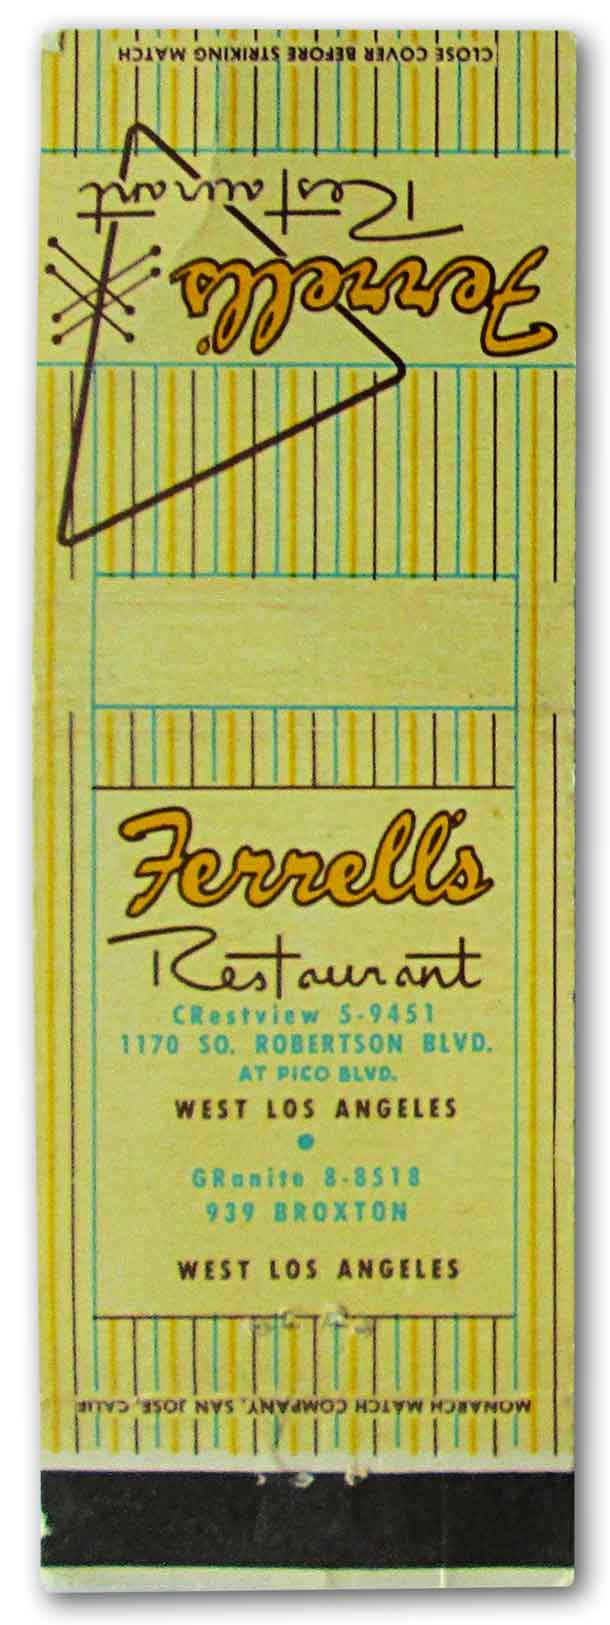 CLOSE COVER BEFORE STRIKING MATCH
Restaurant
Ferrell's
Ferrell's
Restaurant
CRestview 5-9451
1170 SO. ROBERTSON BLVD.
AT PICO BLVD.
WEST LOS ANGELES
GRanite 8-8518
939 BROXTON
WEST LOS ANGELES
MONARCH MATCH COMPANY, SAN JOSE, CALIF